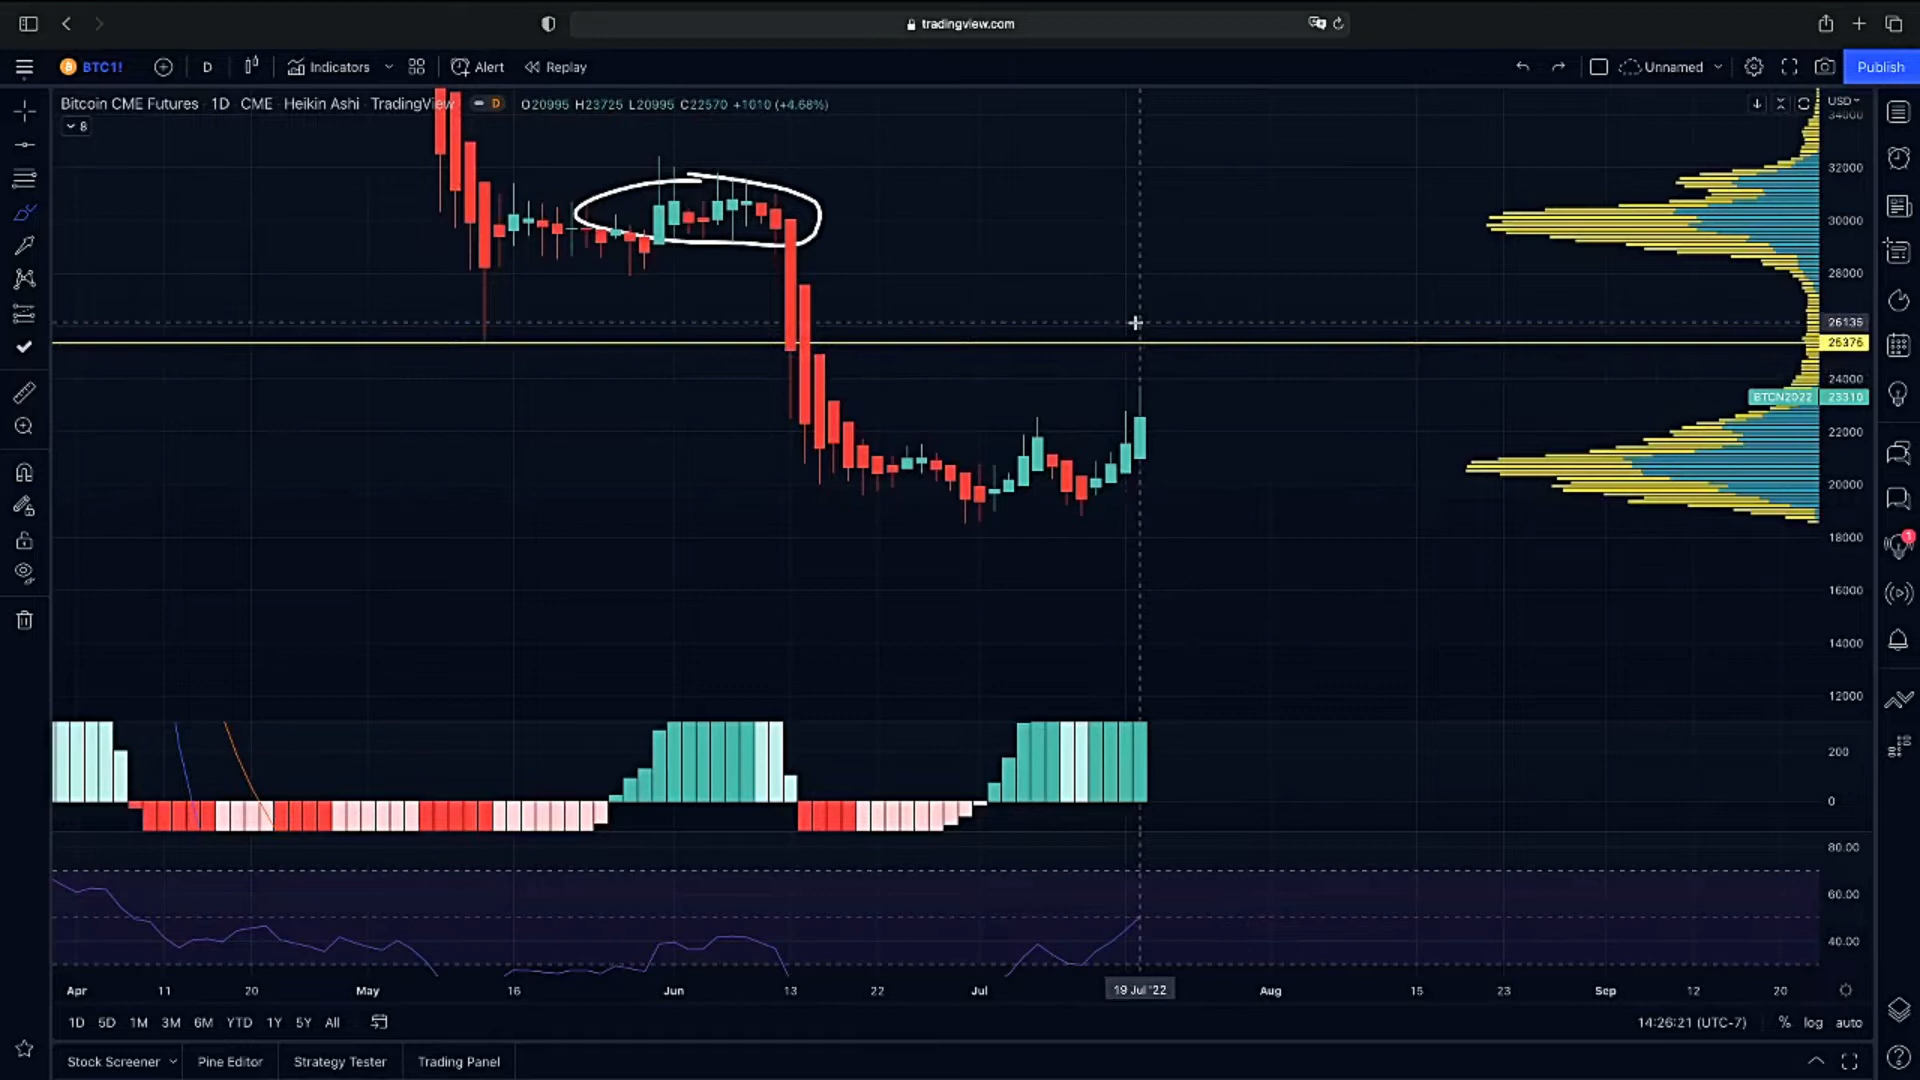 tradingview.com
BTC1! D Indicators Alert Replay Unnamed Publish
Bitcoin CME Futures · 1D · CME · Heikin Ashi · TradingView D O20995 H23725 L20995 C22570 +1010 (+4.68%)
8
USD
34000
32000
30000
28000
26135
25376
24000
BTCN2022 23310
22000
20000
18000
16000
14000
12000
200
0
80.00
60.00
40.00
1
Apr 11 20 May 16 Jun 13 22 Jul 19 Jul '22 Aug 15 23 Sep 12 20
1D 5D 1M 3M 6M YTD 1Y 5Y All 14:26:21 (UTC-7) % log auto
Stock Screener Pine Editor Strategy Tester Trading Panel